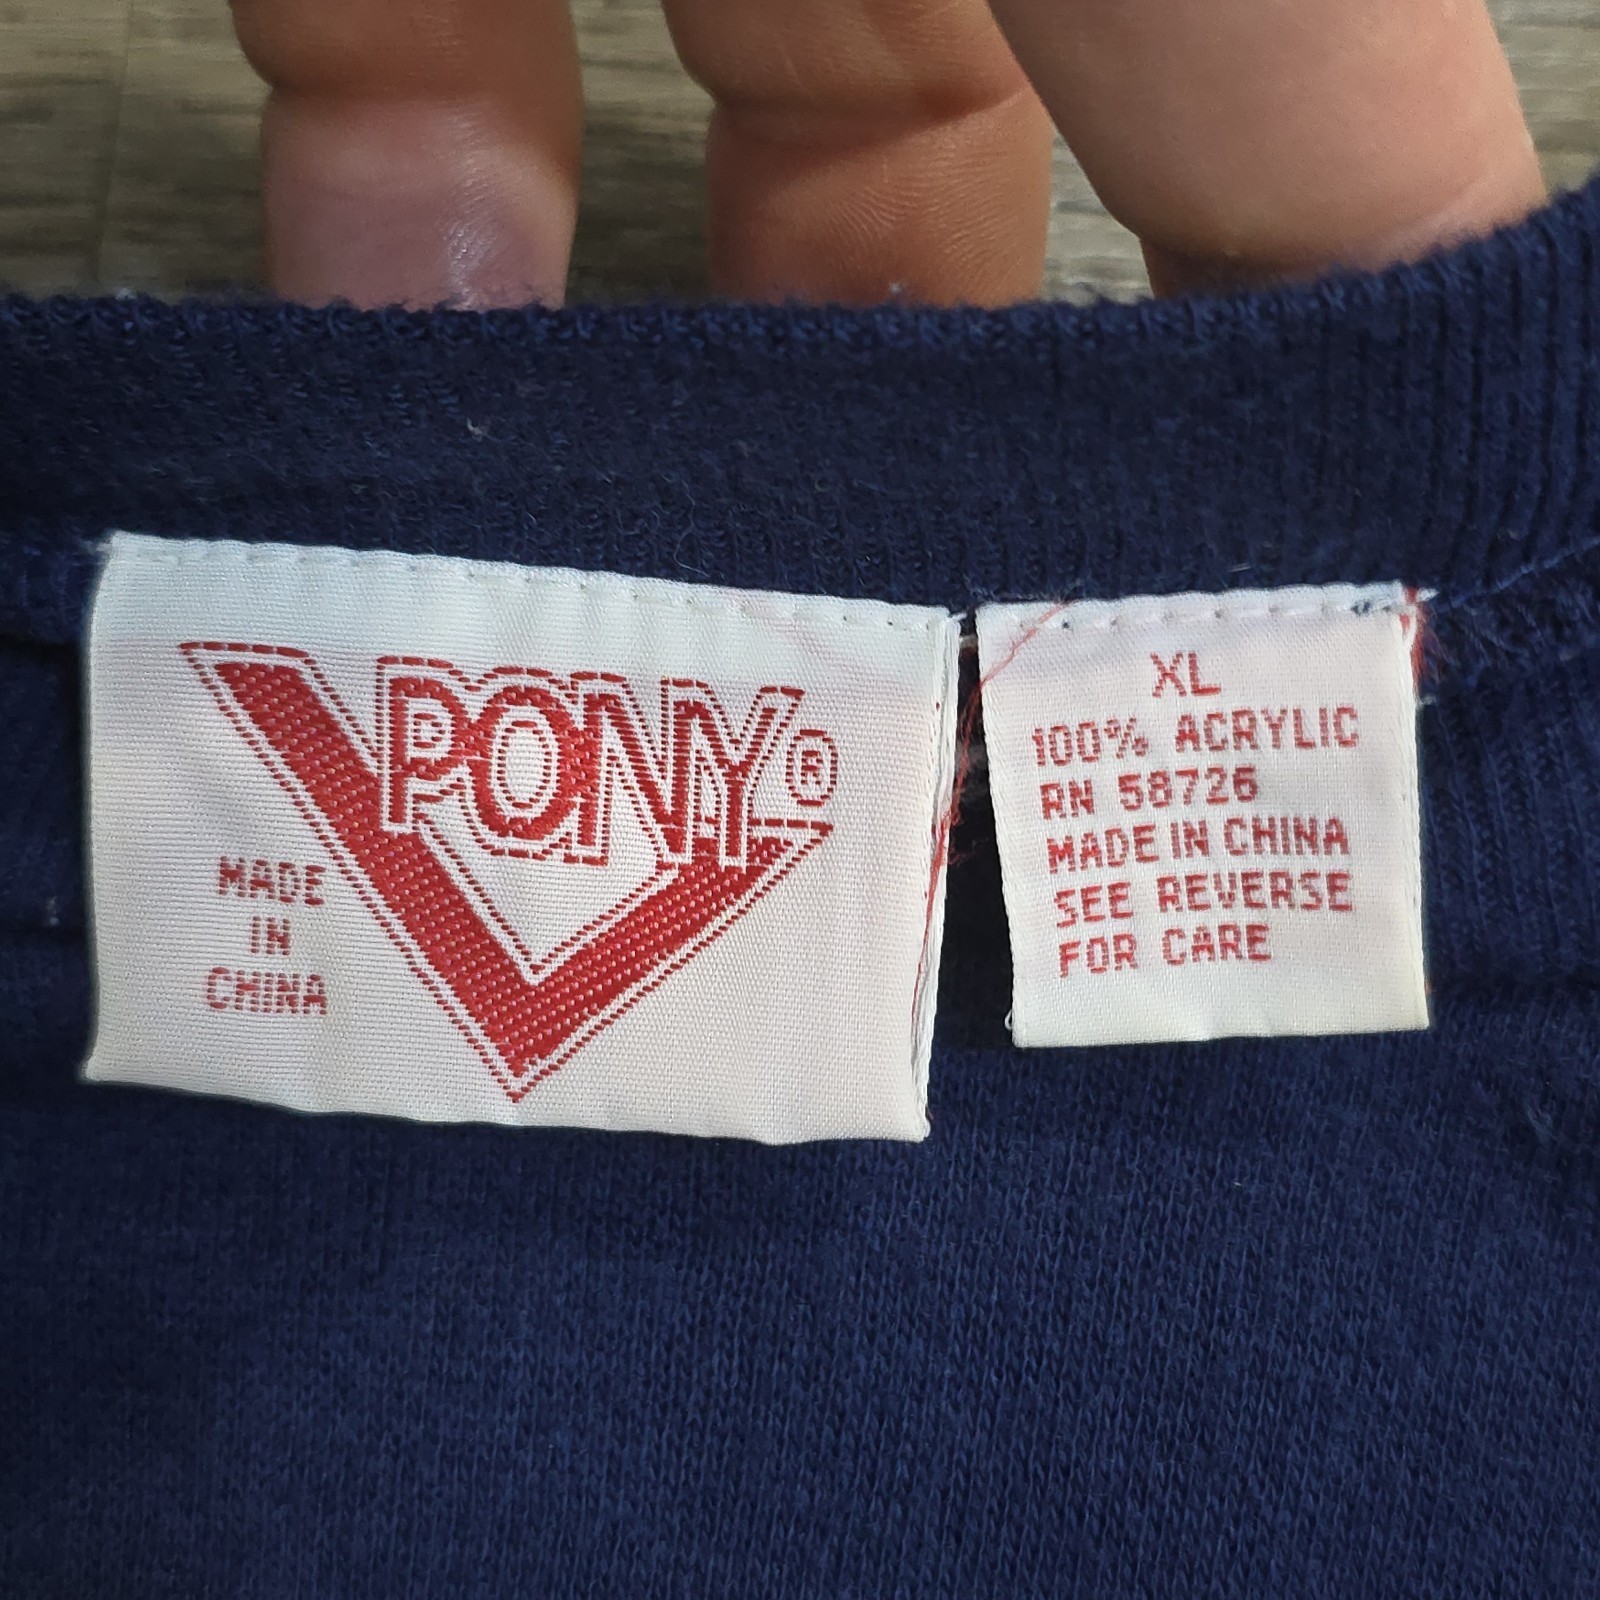 PONY®
MADE
IN
CHINA
XL
100% ACRYLIC
RN 58726
MADE IN CHINA
SEE REVERSE
FOR CARE